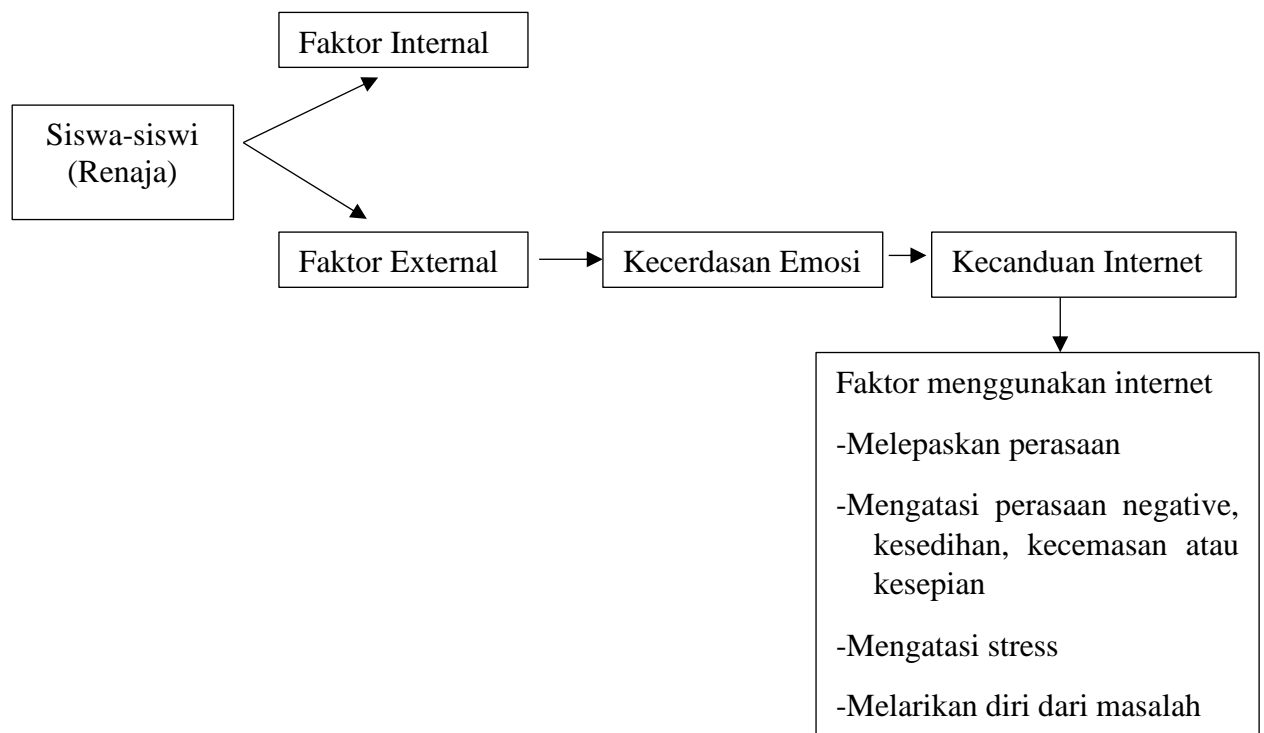 Faktor Internal
Siswa-siswi
(Renaja)
Faktor External
Kecerdasan Emosi
Kecanduan Internet
Faktor menggunakan internet
-Melepaskan perasaan
-Mengatasi perasaan negative,
kesedihan, kecemasan atau
kesepian
-Mengatasi stress
-Melarikan diri dari masalah